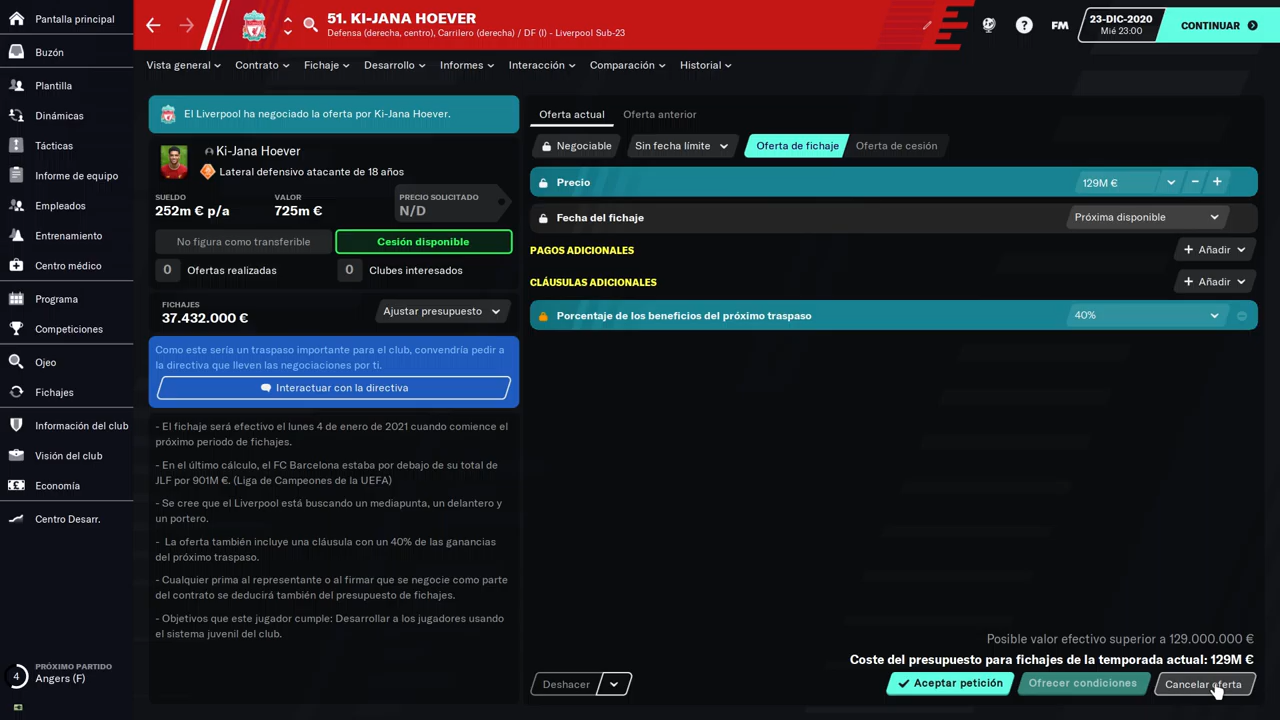 Pantalla principal
Buzón
Plantilla
Dinámicas
Tácticas
Informe de equipo
Empleados
Entrenamiento
Centro médico
Programa
Competiciones
Ojeo
Fichajes
Información del club
Visión del club
Economía
Centro Desarr.
4
PRÓXIMO PARTIDO
Angers (F)
51. KI-JANA HOEVER
Defensa (derecha, centro), Carrilero (derecha) / DF (I) - Liverpool Sub-23
?
FM
23-DIC-2020
Mié 23:00
CONTINUAR
Vista general
Contrato
Fichaje
Desarrollo
Informes
Interacción
Comparación
Historial
El Liverpool ha negociado la oferta por Ki-Jana Hoever.
Ki-Jana Hoever
Lateral defensivo atacante de 18 años
SUELDO
252m € p/a
VALOR
725m €
PRECIO SOLICITADO
N/D
No figura como transferible
Cesión disponible
0 Ofertas realizadas
0 Clubes interesados
FICHAJES
37.432.000 €
Ajustar presupuesto
Como este sería un traspaso importante para el club, convendría pedir a
la directiva que lleven las negociaciones por ti.
Interactuar con la directiva
- El fichaje será efectivo el lunes 4 de enero de 2021 cuando comience el
próximo periodo de fichajes.
- En el último cálculo, el FC Barcelona estaba por debajo de su total de
JLF por 901M €. (Liga de Campeones de la UEFA)
- Se cree que el Liverpool está buscando un mediapunta, un delantero y
un portero.
- La oferta también incluye una cláusula con un 40% de las ganancias
del próximo traspaso.
- Cualquier prima al representante o al firmar que se negocie como parte
del contrato se deducirá también del presupuesto de fichajes.
- Objetivos que este jugador cumple: Desarrollar a los jugadores usando
el sistema juvenil del club.
Oferta actual
Oferta anterior
Negociable
Sin fecha límite
Oferta de fichaje
Oferta de cesión
Precio
129M €
Fecha del fichaje
Próxima disponible
PAGOS ADICIONALES
+ Añadir
CLÁUSULAS ADICIONALES
+ Añadir
Porcentaje de los beneficios del próximo traspaso
40%
Posible valor efectivo superior a 129.000.000 €
Coste del presupuesto para fichajes de la temporada actual: 129M €
Deshacer
Aceptar petición
Ofrecer condiciones
Cancelar oferta